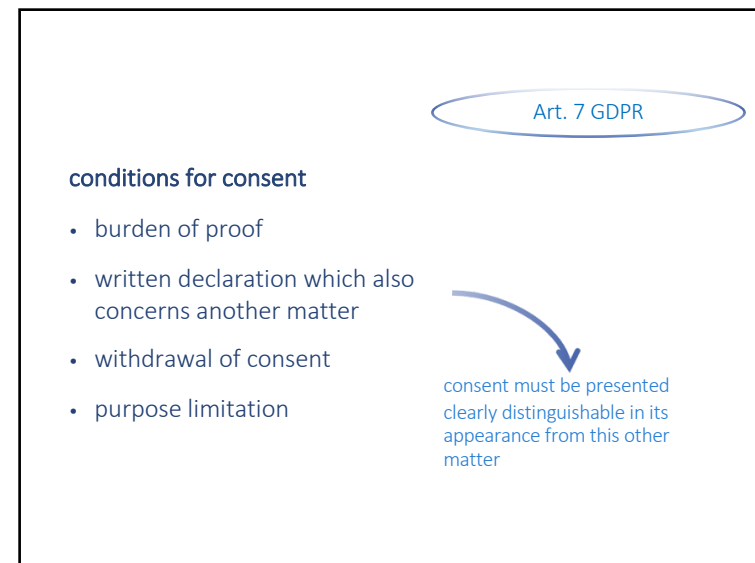 Art. 7 GDPR
conditions for consent
• burden of proof
• written declaration which also
concerns another matter
• withdrawal of consent
• purpose limitation
consent must be presented
clearly distinguishable in its
appearance from this other
matter